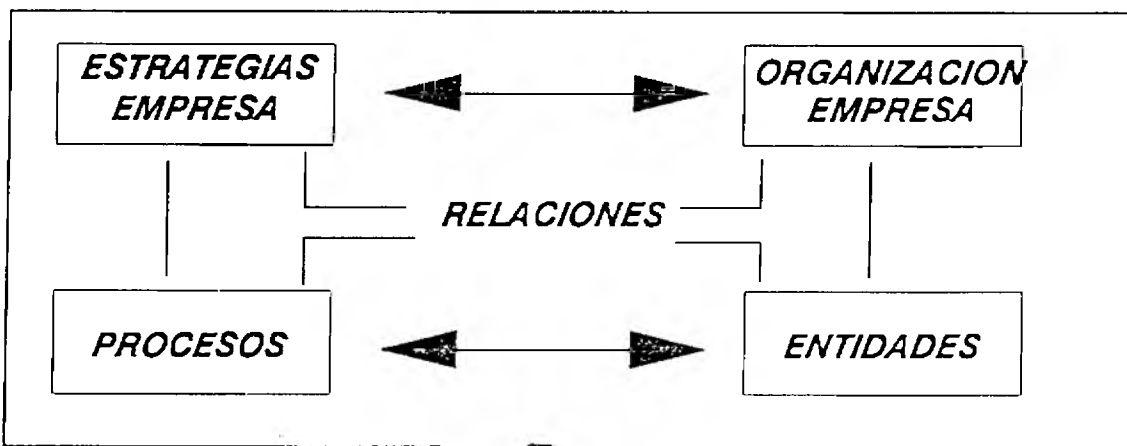 ESTRATEGIAS
EMPRESA
ORGANIZACION
EMPRESA
RELACIONES
PROCESOS
ENTIDADES